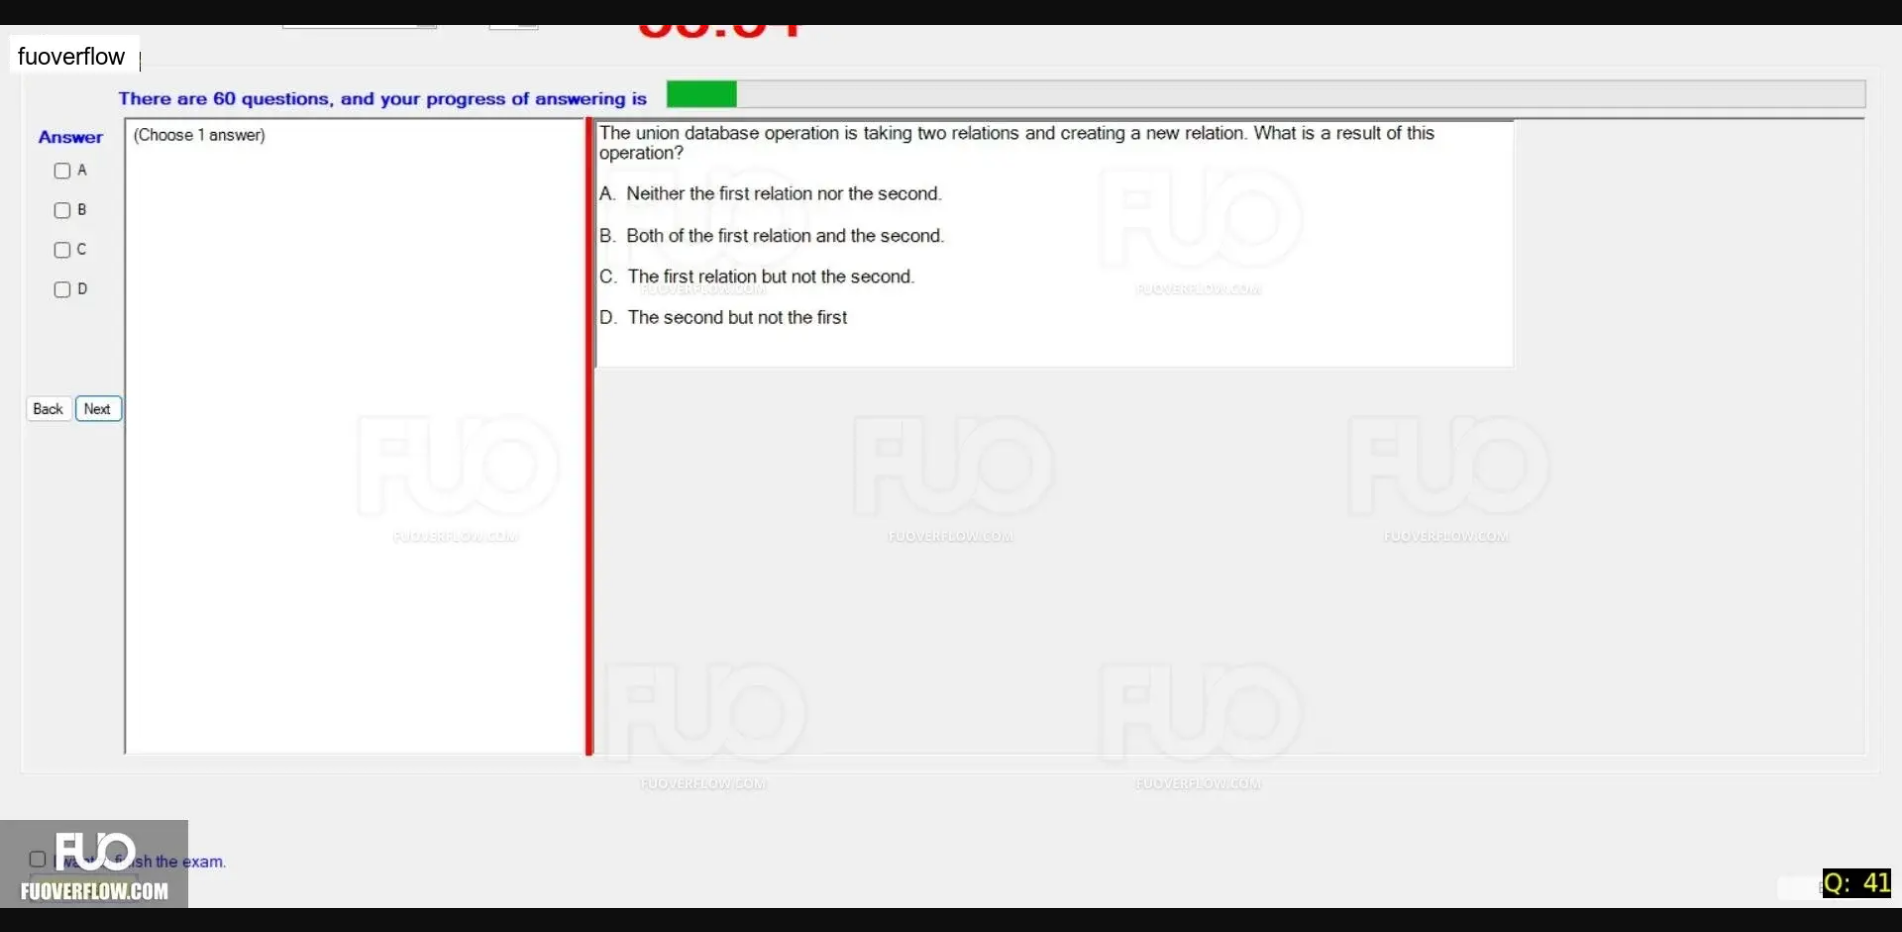 fuoverflow
There are 60 questions, and your progress of answering is
Answer
A
B
C
D
Back Next
(Choose 1 answer)
The union database operation is taking two relations and creating a new relation. What is a result of this
operation?
A. Neither the first relation nor the second.
B. Both of the first relation and the second.
C. The first relation but not the second.
D. The second but not the first
FUO
FUOVERFLOW.COM
FUO
FUOVERFLOW.COM
FUO
FUOVERFLOW.COM
FUO
FUOVERFLOW.COM
FUO
FUOVERFLOW.COM
FUO
FUOVERFLOW.COM
FUO
FUOVERFLOW.COM
the exam.
FUO
FUOVERFLOW.COM
Q: 41